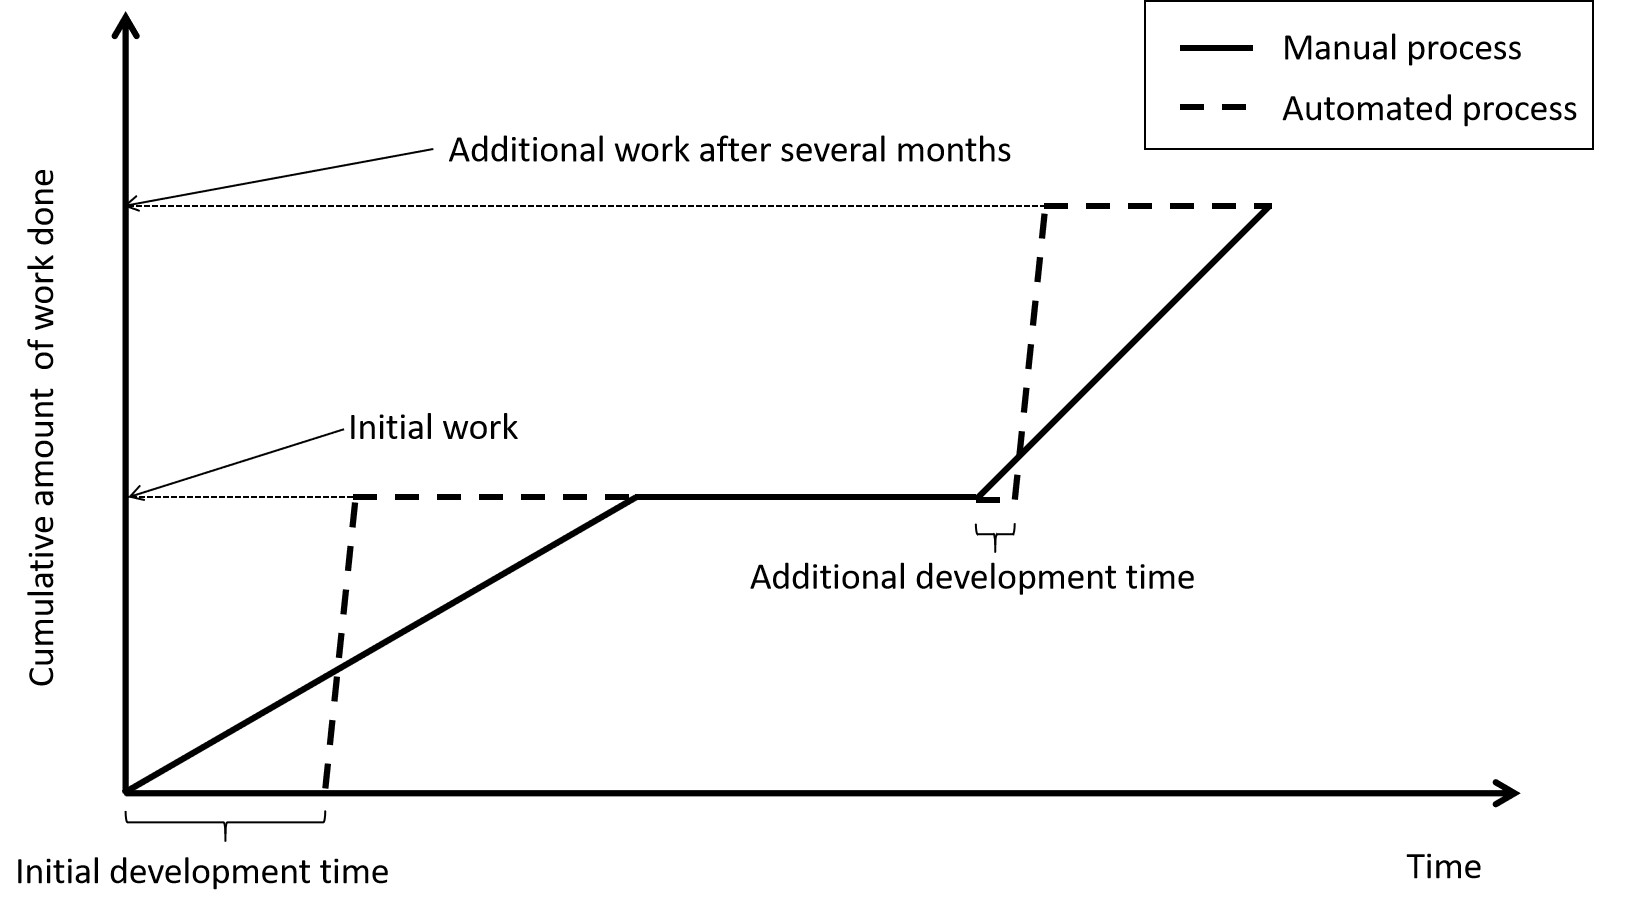 Manual process
Automated process
Additional work after several months
Cumulative amount  of work done
Initial work
Additional development time
Initial development time
Time